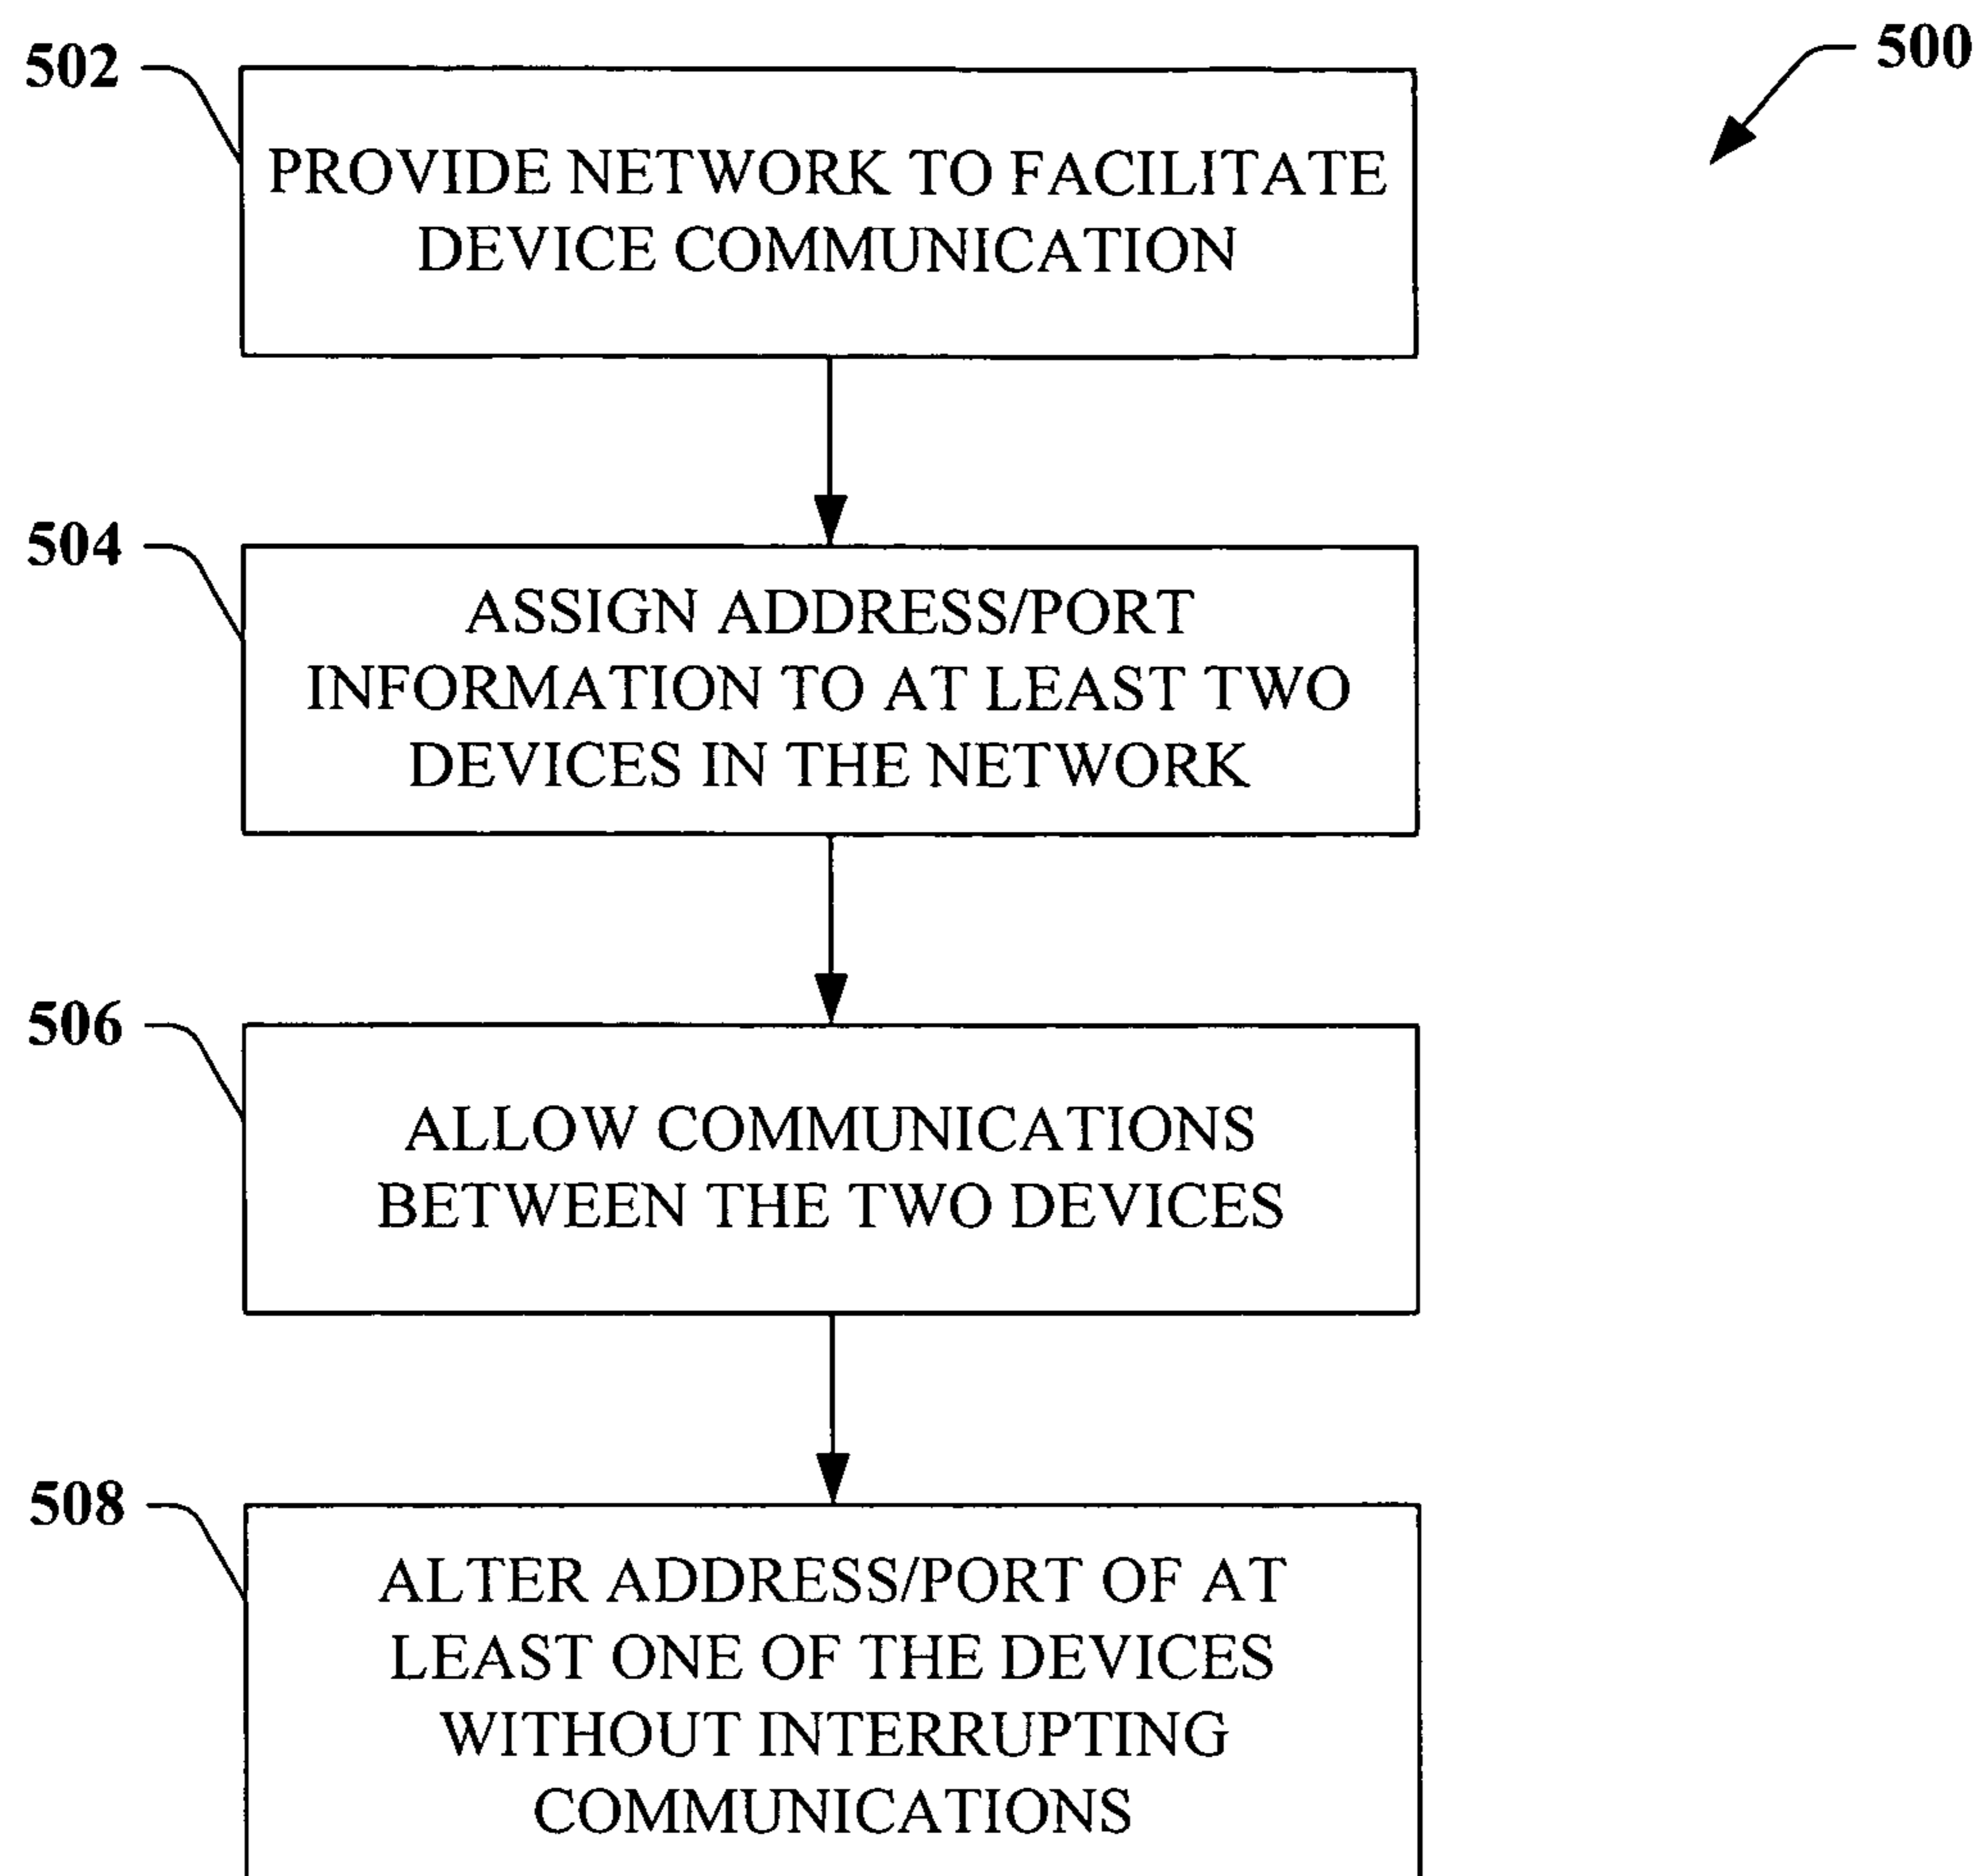 500
502
PROVIDE NETWORK TO FACILITATE
DEVICE COMMUNICATION
504
ASSIGN ADDRESS/PORT
INFORMATION TO AT LEAST TWO
DEVICES IN THE NETWORK
506
ALLOW COMMUNICATIONS
BETWEEN THE TWO DEVICES
508
ALTER ADDRESS/PORT OF AT
LEAST ONE OF THE DEVICES
WITHOUT INTERRUPTING
COMMUNICATIONS